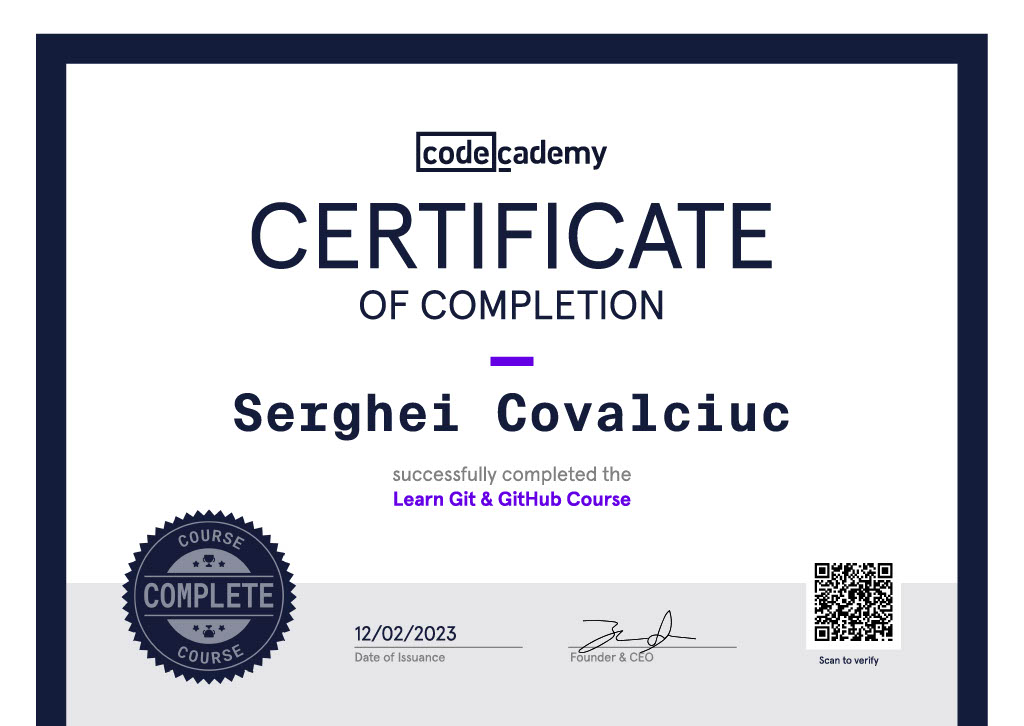 codecademy
CERTIFICATE
OF COMPLETION
Serghei Covalciuc
successfully completed the
Learn Git & GitHub Course
COURSE
COMPLETE
COURSE
12/02/2023
Date of Issuance
Founder & CEO
Scan to verify